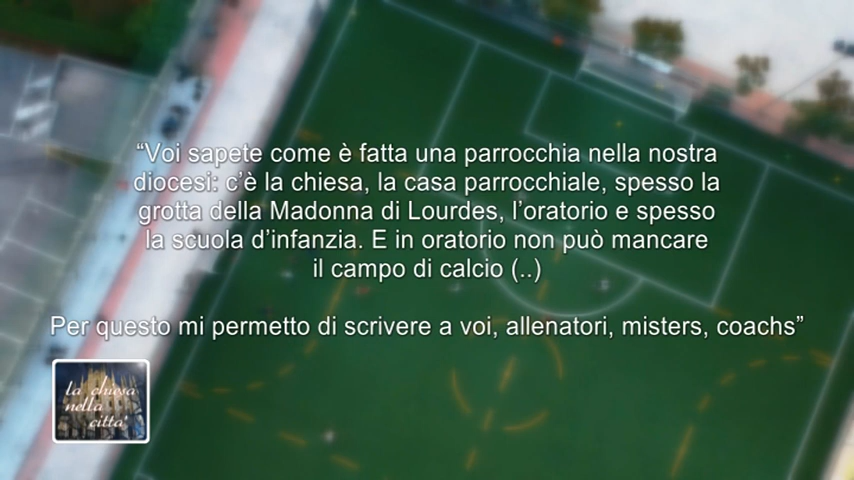 “Voi sapete come è fatta una parrocchia nella nostra
diocesi: c’è la chiesa, la casa parrocchiale, spesso la
grotta della Madonna di Lourdes, l’oratorio e spesso
la scuola d’infanzia. E in oratorio non può mancare
il campo di calcio (..)
Per questo mi permetto di scrivere a voi, allenatori, misters, coachs”
la chiesa
nella
citta'